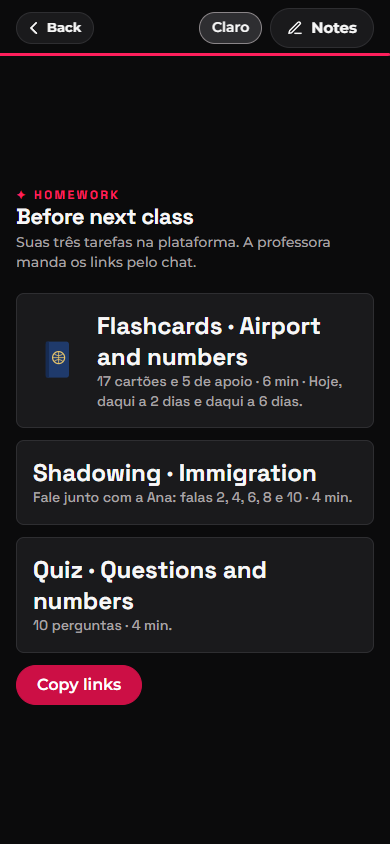 Back
Claro
Notes
✦ HOMEWORK
Before next class
Suas três tarefas na plataforma. A professora
manda os links pelo chat.
Flashcards · Airport
and numbers
17 cartões e 5 de apoio · 6 min · Hoje,
daqui a 2 dias e daqui a 6 dias.
Shadowing · Immigration
Fale junto com a Ana: falas 2, 4, 6, 8 e 10 · 4 min.
Quiz · Questions and
numbers
10 perguntas · 4 min.
Copy links